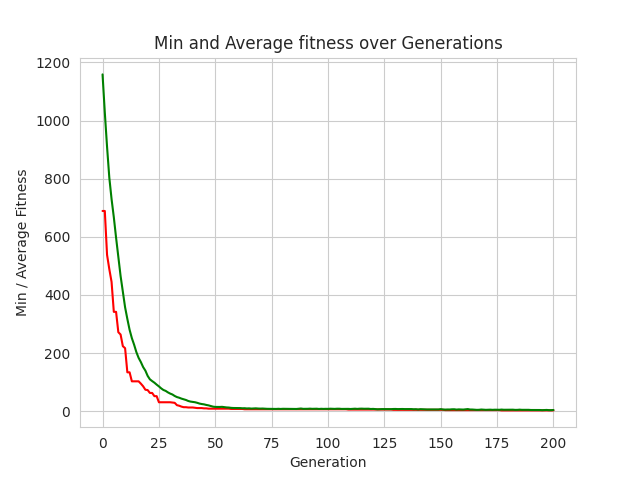 Min and Average fitness over Generations
1200
1000
800
600
400
200
0
Min / Average Fitness
0 25 50 75 100 125 150 175 200
Generation